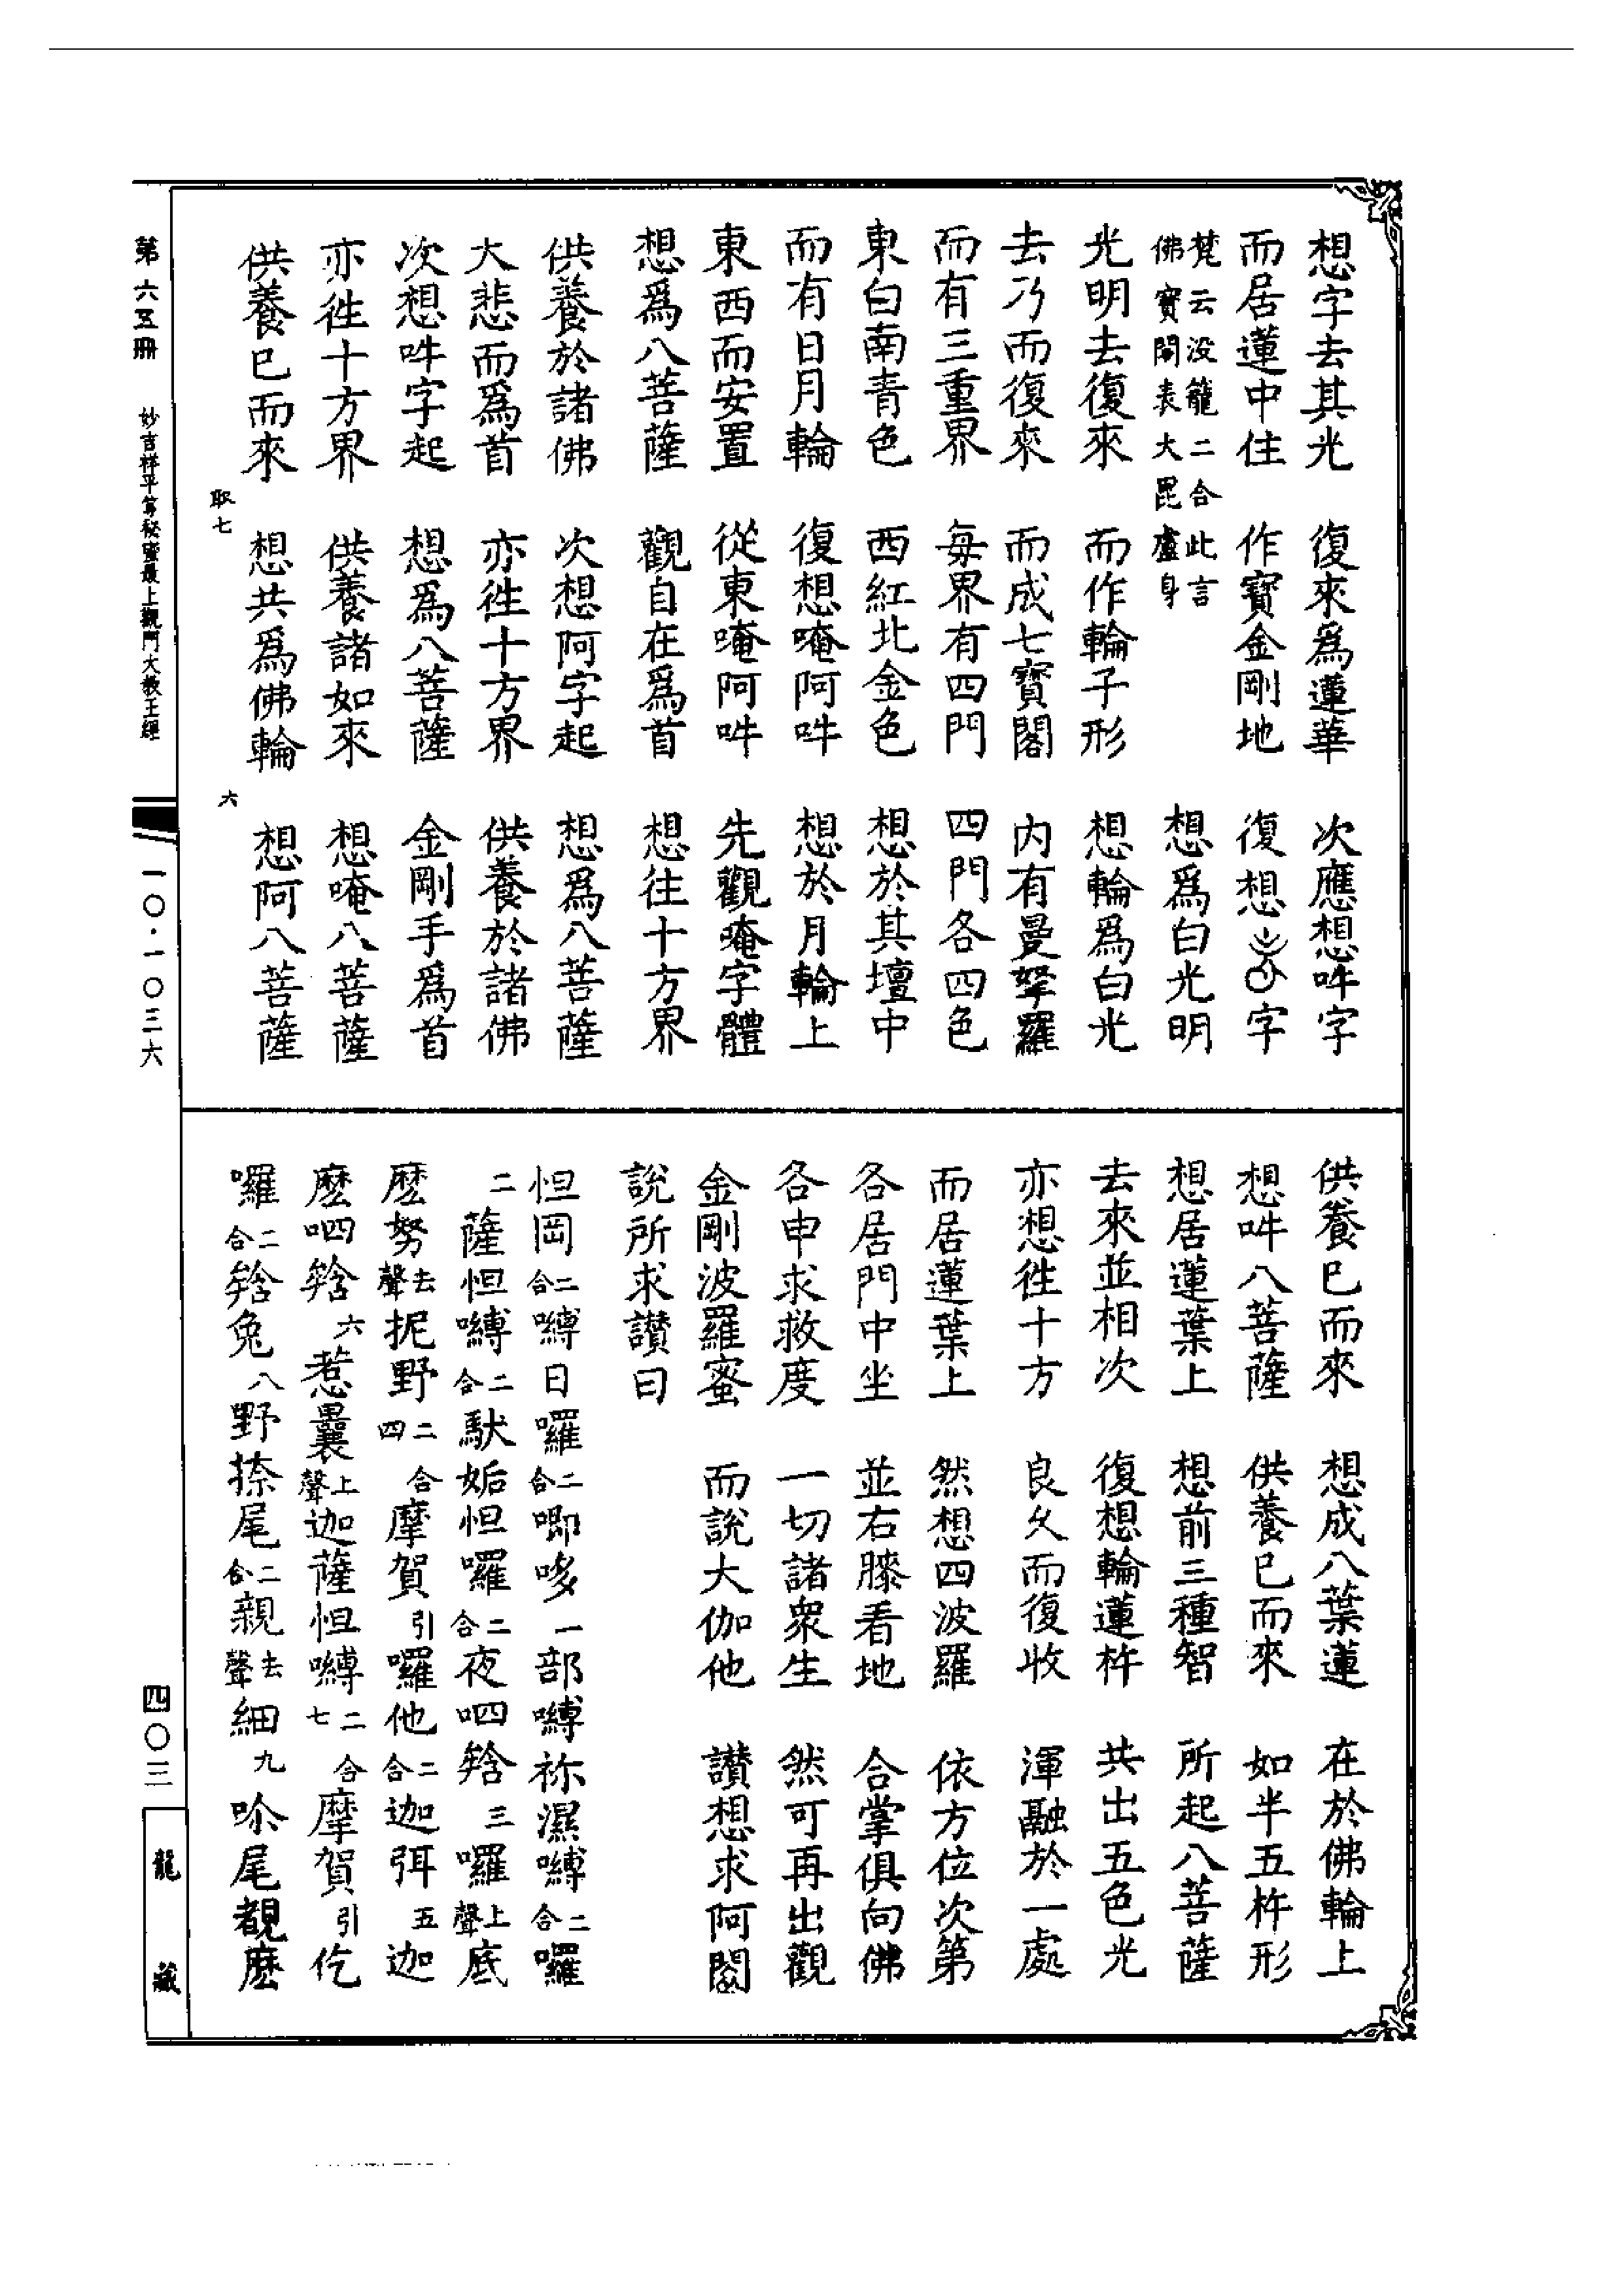 想字去其光　復來爲蓮華　次應想吽字
而居蓮中住　作寶金剛地　復想字
梵云没籠二合此言
佛寶閣表大毘盧身　想爲白光明
光明去復來　而作輪子形　想輪爲白光
去乃而復來　而成七寶閣　内有曼拏羅
而有三重界　毎界有四門　四門各四色
東白南青色　西紅北金色　想於其壇中
而有日月輪　復想唵阿吽　想於月輪上
東西而安置　從東唵阿吽　先觀唵字體
想爲八菩薩　觀自在爲首　想往十方界
供養於諸佛　次想阿字起　想爲八菩薩
大悲而爲首　亦徃十方界　供養於諸佛
次想吽字起　想爲八菩薩　金剛手爲首
亦徃十方界　供養諸如來　想唵八菩薩
供養已而來　想共爲佛輪　想阿八菩薩
取七　六
供養已而來　想成八葉蓮　在於佛輪上
想吽八菩薩　供養已而來　如半五杵形
想居蓮葉上　想前三種智　所起八菩薩
去來並相次　復想輪蓮杵　共出五色光
亦想徃十方　良久而復收　渾融於一處
而居蓮葉上　然想四波羅　依方位次第
各居門中坐　並右膝看地　合掌俱向佛
各申求救度　一切諸衆生　然可再出觀
金剛波羅蜜　而說大伽他　讃想求阿閣
說所求讃曰
怛岡二合嚩日囉二合唧哆一部嚩祢濕嚩二合囉
二薩怛嚩二合馱姤怛囉二合夜呬䤈三囉上聲底
麽努去聲抳野二合四摩賀引囉他二合迦弭五迦
麽呬䤈六惹曩上聲迦薩怛嚩二合七摩賀引仡
囉二合䤈兔八野捺尾二合親去聲細九唥尾覩麽
第六五冊　妙吉祥平等秘密最上觀門大教王經　一〇·一〇三六　四〇三　龍藏